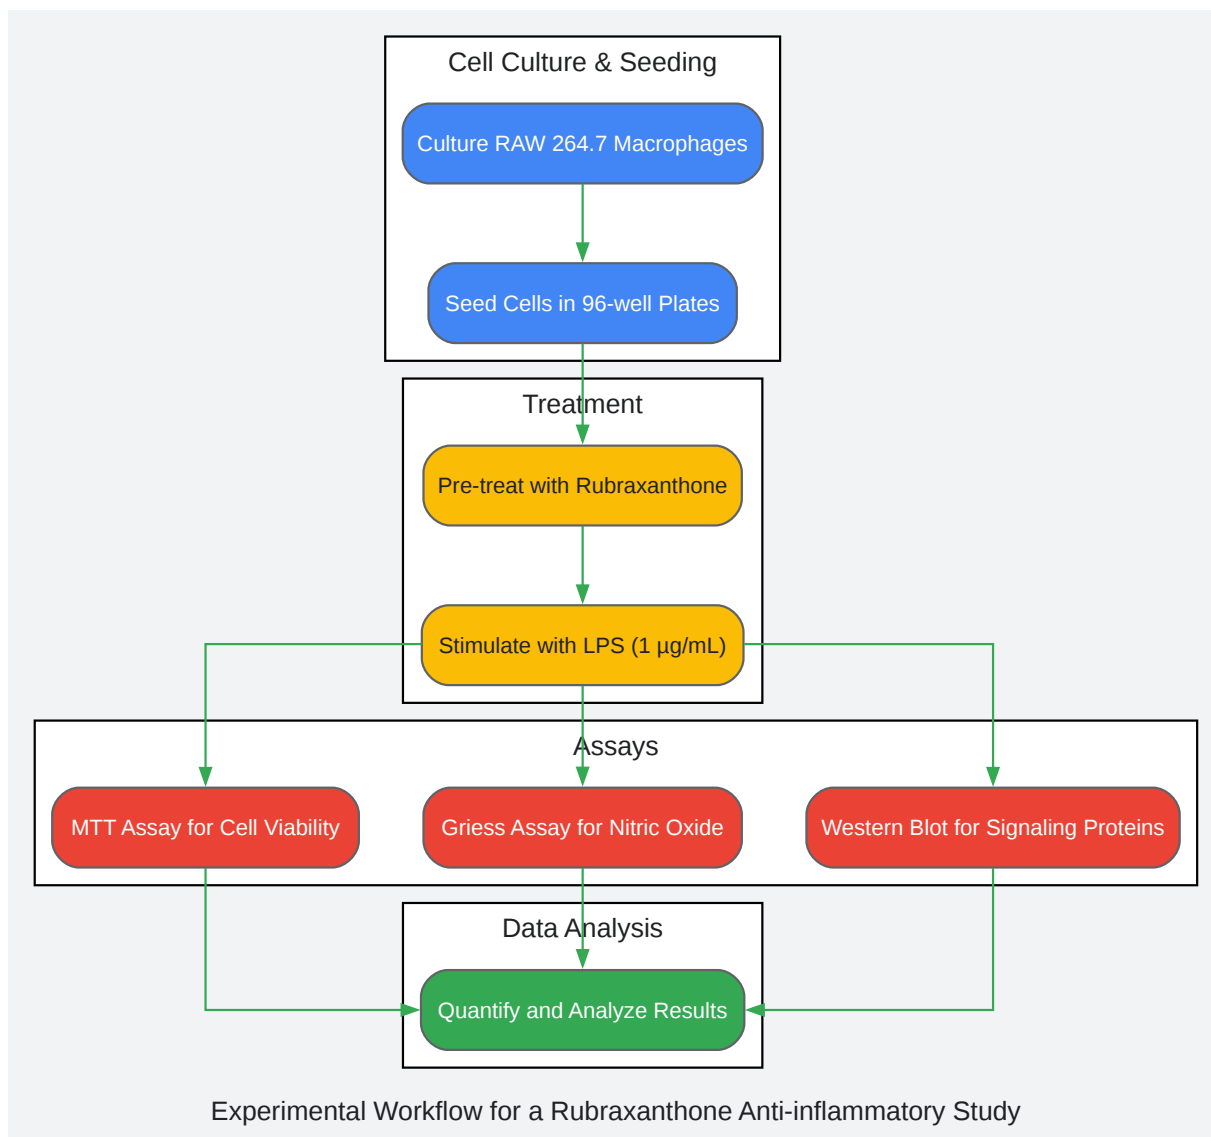 Cell Culture & Seeding
Culture RAW 264.7 Macrophages
Seed Cells in 96-well Plates
Treatment
Pre-treat with Rubraxanthone
Stimulate with LPS (1 µg/mL)
Assays
MTT Assay for Cell Viability
Griess Assay for Nitric Oxide
Western Blot for Signaling Proteins
Data Analysis
Quantify and Analyze Results
Experimental Workflow for a Rubraxanthone Anti-inflammatory Study